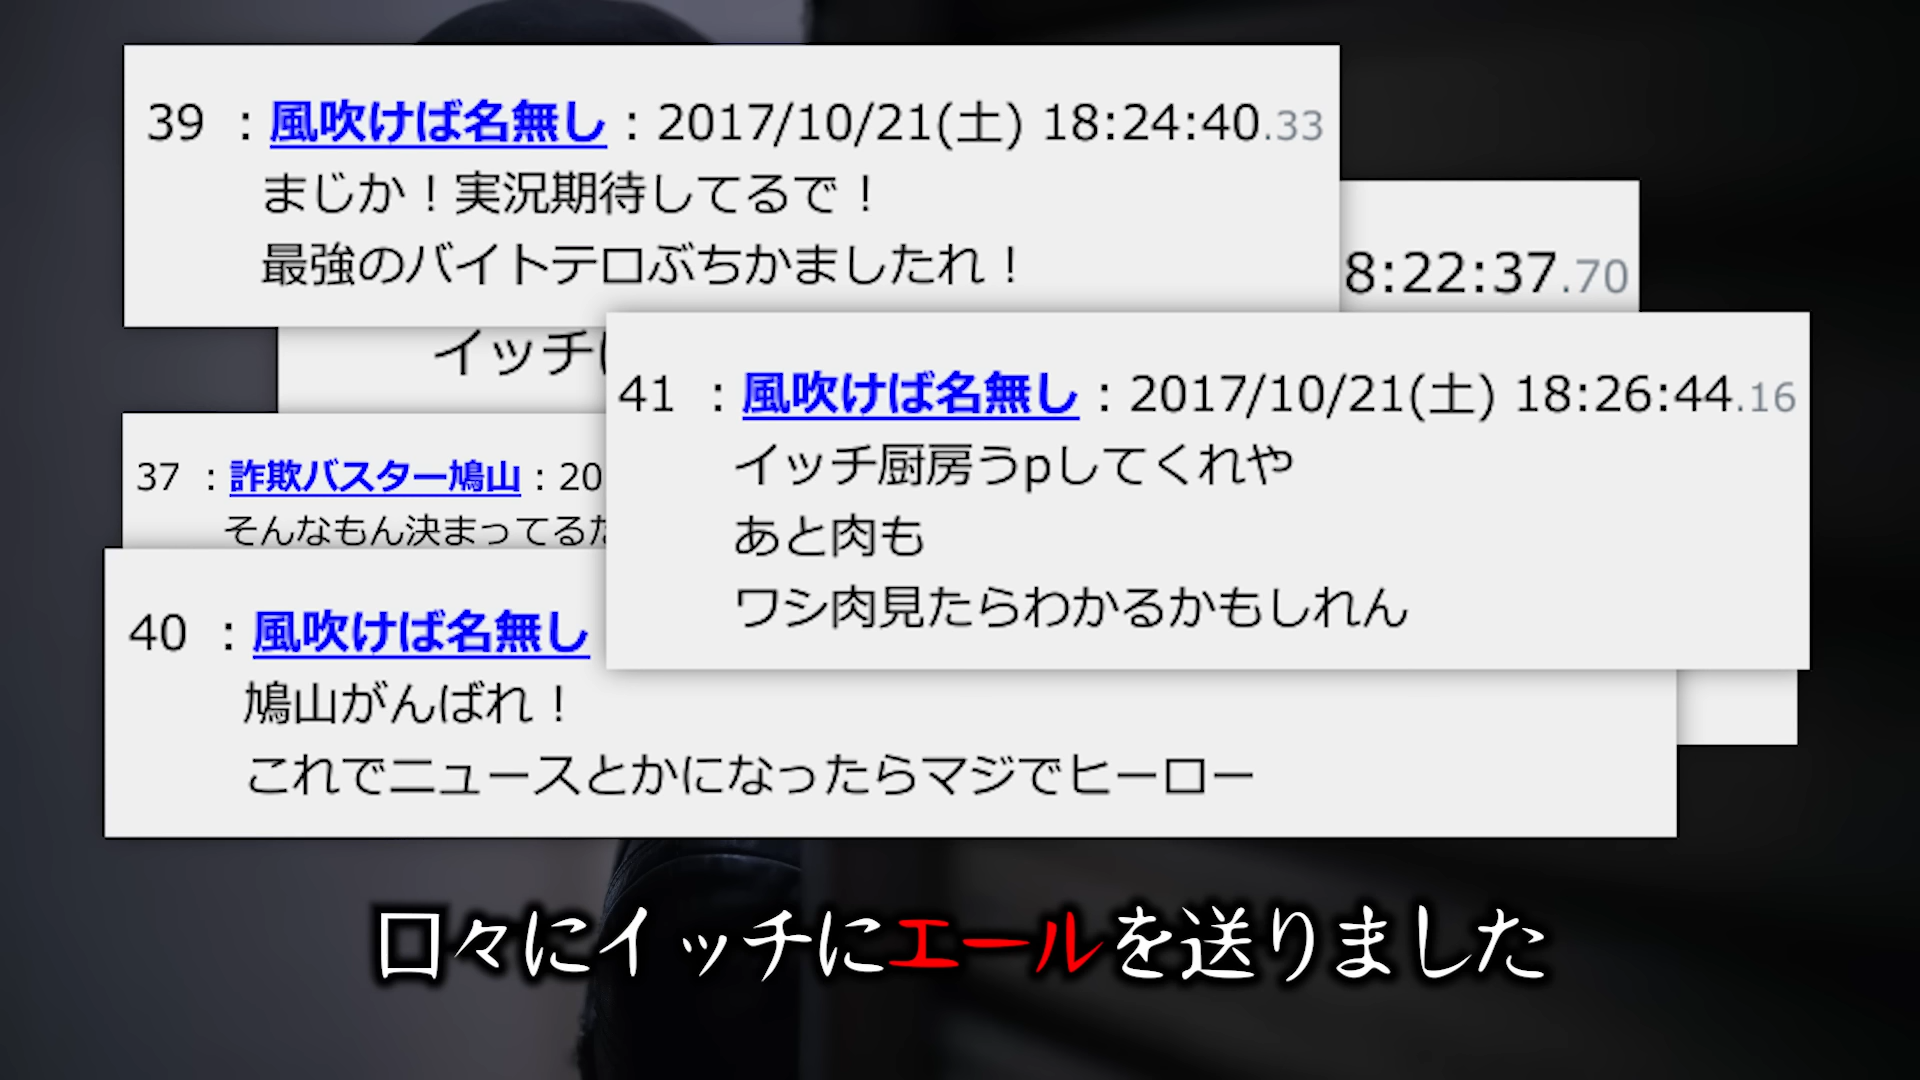 39 ：風吹けば名無し：2017/10/21(土) 18:24:40.33
まじか！実況期待してるで！
最強のバイトテロぶちかましたれ！
8:22:37.70
イッチ
41 ：風吹けば名無し：2017/10/21(土) 18:26:44.16
イッチ厨房うpしてくれや
あと肉も
ワシ肉見たらわかるかもしれん
37 ：詐欺バスター鳩山：20
そんなもん決まってる
40 ：風吹けば名無し
鳩山がんばれ！
これでニュースとかになったらマジでヒーロー
口々にイッチにエールを送りました